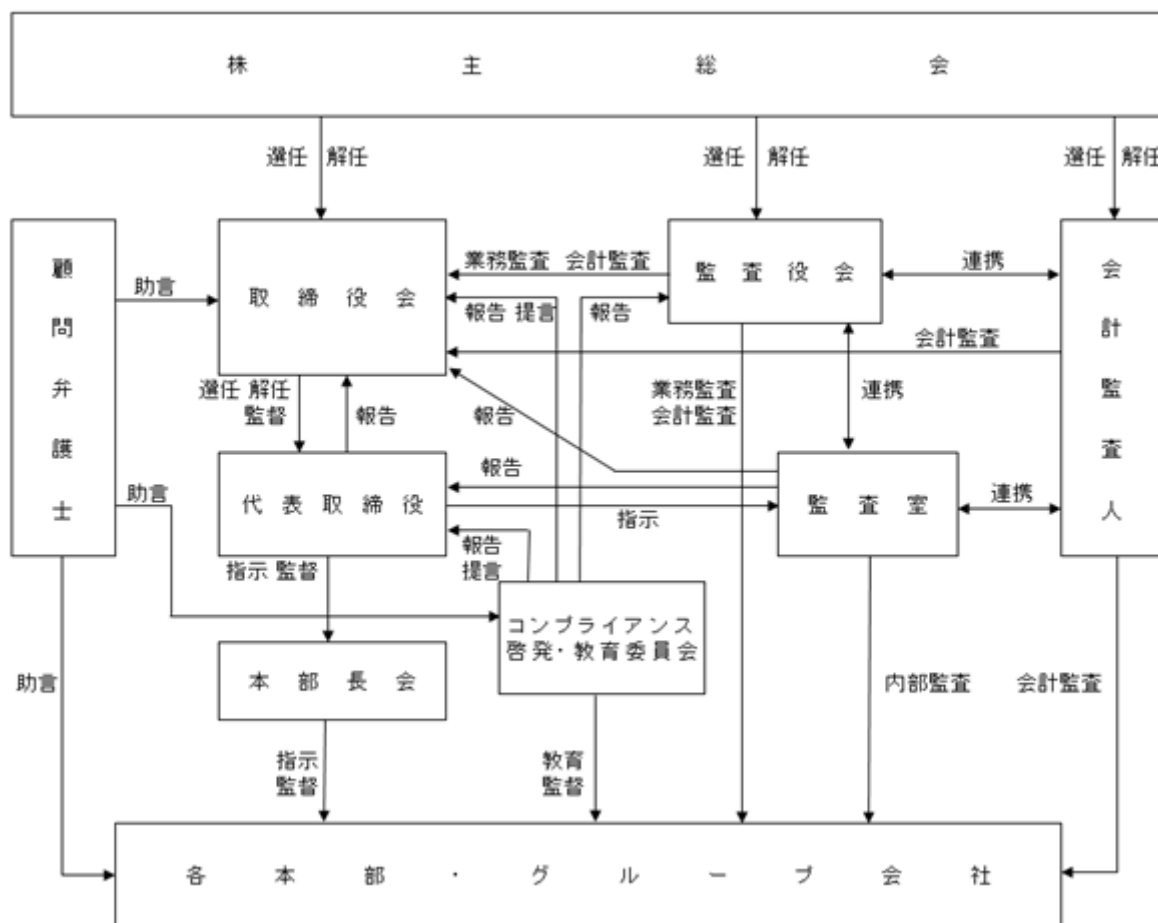 株主総会
選任 解任
選任 解任
選任 解任
顧問弁護士
取締役会
監査役会
会計監査人
助言
業務監査 会計監査
連携
報告 提言
報告
会計監査
選任 解任
監督
報告
報告
業務監査
会計監査
連携
助言
代表取締役
報告
指示
監査室
連携
報告
提言
指示 監督
コンプライアンス
啓発・教育委員会
本部長会
助言
内部監査
会計監査
指示
監督
教育
監督
各本部・グループ会社